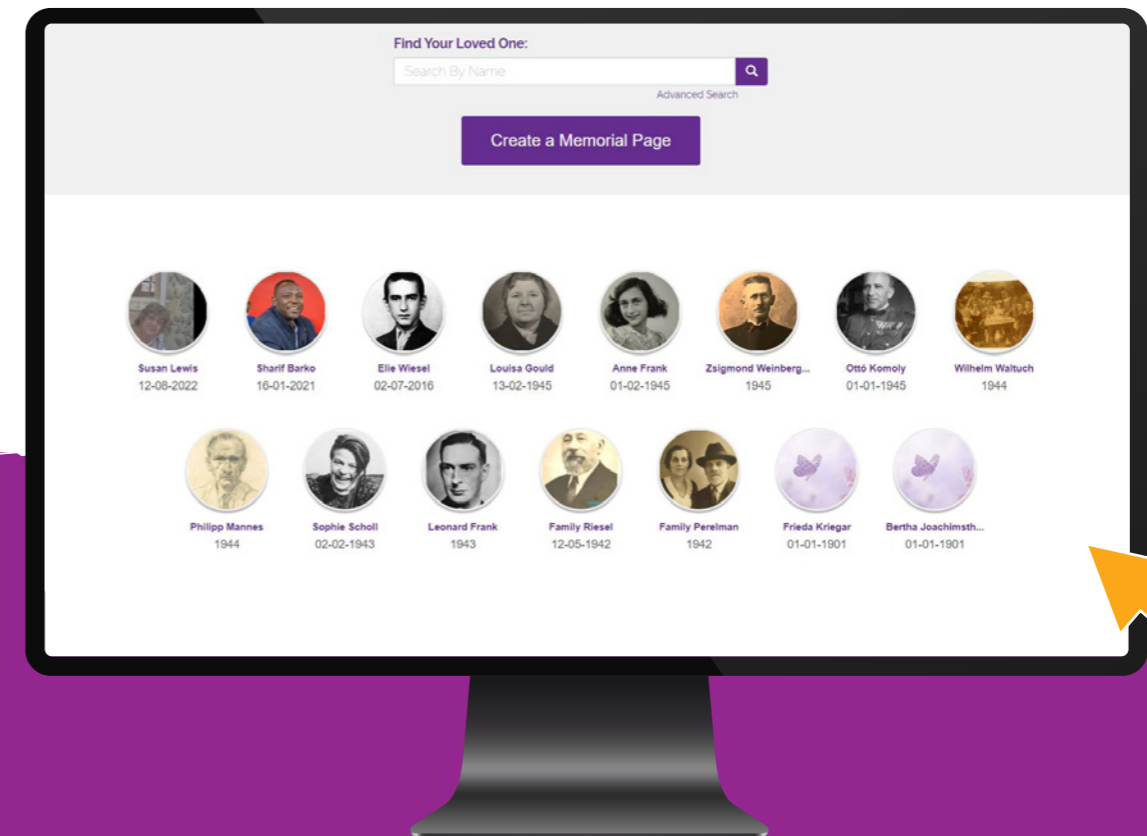 Find Your Loved One:
Search By Name
Advanced Search
Create a Memorial Page
Susan Lewis Sharif Barko Elie Wiesel Louisa Gould Anne Frank Zsigmond Weinberg... Ottó Komoly Wilhelm Waltuch
12-08-2022 16-01-2021 02-07-2016 13-02-1945 01-02-1945 1945 01-01-1945 1944
Philipp Mannes Sophie Scholl Leonard Frank Family Riesel Family Perelman Frieda Kriegar Bertha Joachimsth...
1944 02-02-1943 1943 12-05-1942 1942 01-01-1901 01-01-1901